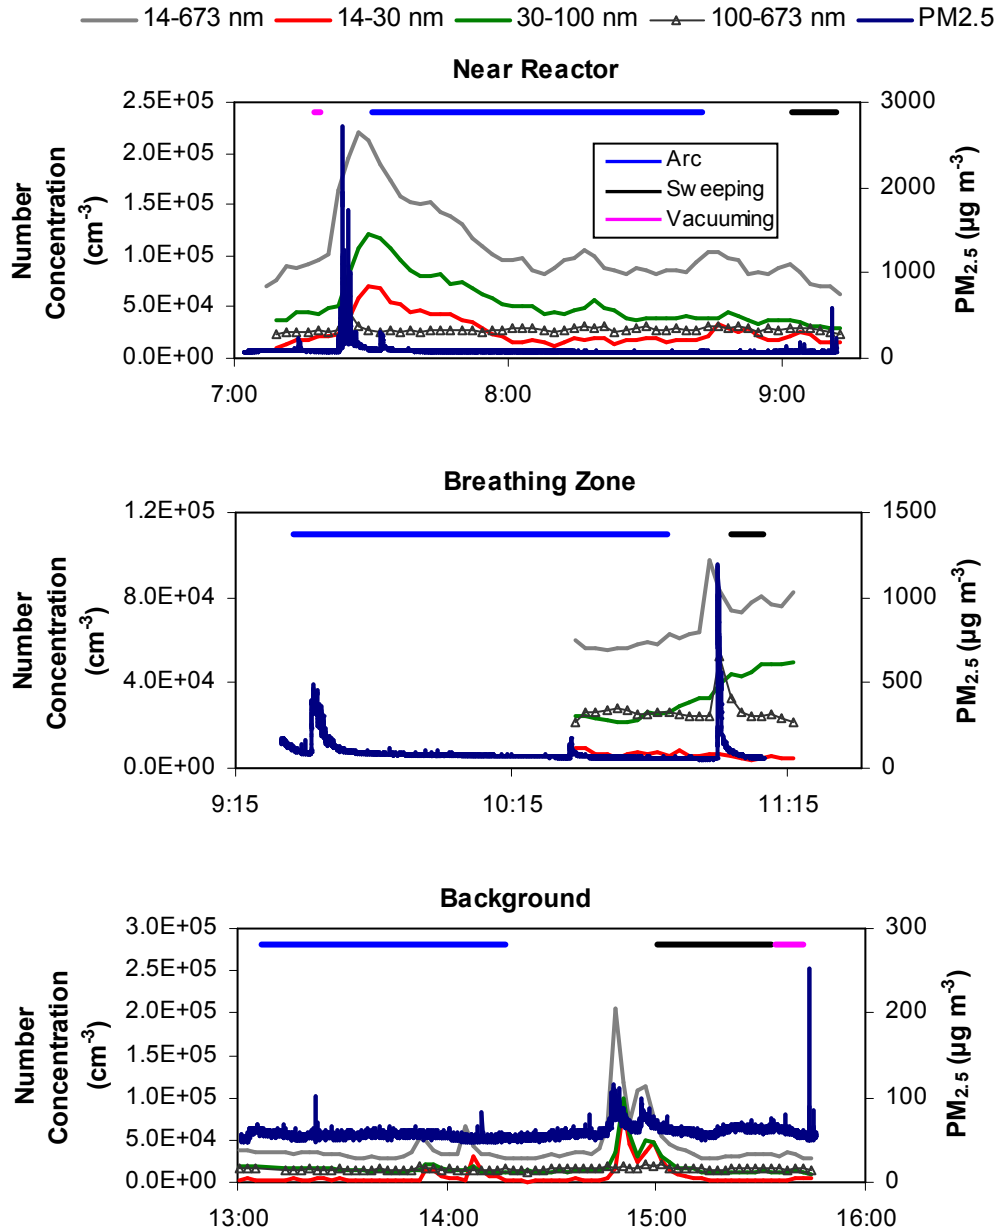 14-673 nm 14-30 nm 30-100 nm 100-673 nm PM2.5
Near Reactor
Number Concentration (cm-3)
2.5E+05
2.0E+05
1.5E+05
1.0E+05
5.0E+04
0.0E+00
3000
2000
1000
0
PM2.5 (µg m-3)
Arc
Sweeping
Vacuuming
7:00 8:00 9:00
Breathing Zone
Number Concentration (cm-3)
1.2E+05
8.0E+04
4.0E+04
0.0E+00
1500
1000
500
0
PM2.5 (µg m-3)
9:15 10:15 11:15
Background
Number Concentration (cm-3)
3.0E+05
2.5E+05
2.0E+05
1.5E+05
1.0E+05
5.0E+04
0.0E+00
300
200
100
0
PM2.5 (µg m-3)
13:00 14:00 15:00 16:00